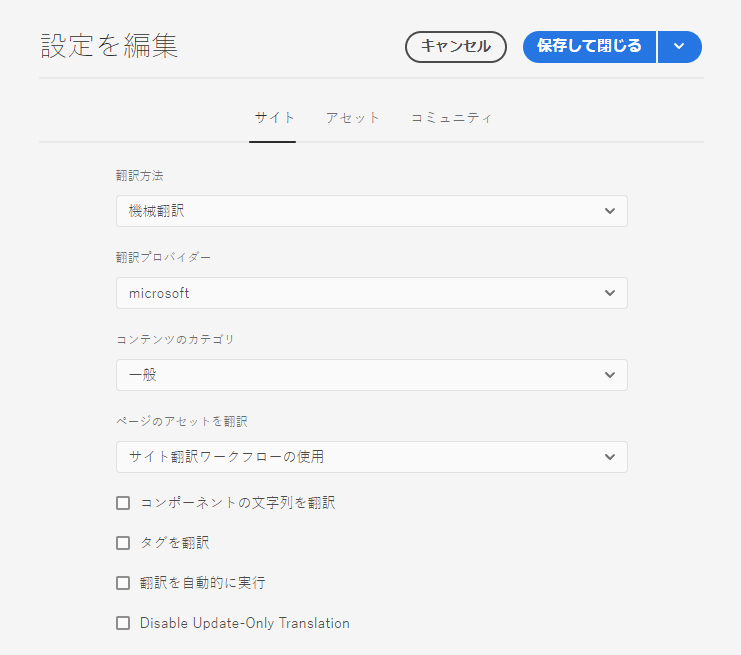 設定を編集
キャンセル
保存して閉じる
サイト アセット コミュニティ
翻訳方法
機械翻訳
翻訳プロバイダー
microsoft
コンテンツのカテゴリ
一般
ページのアセットを翻訳
サイト翻訳ワークフローの使用
コンポーネントの文字列を翻訳
タグを翻訳
翻訳を自動的に実行
Disable Update-Only Translation